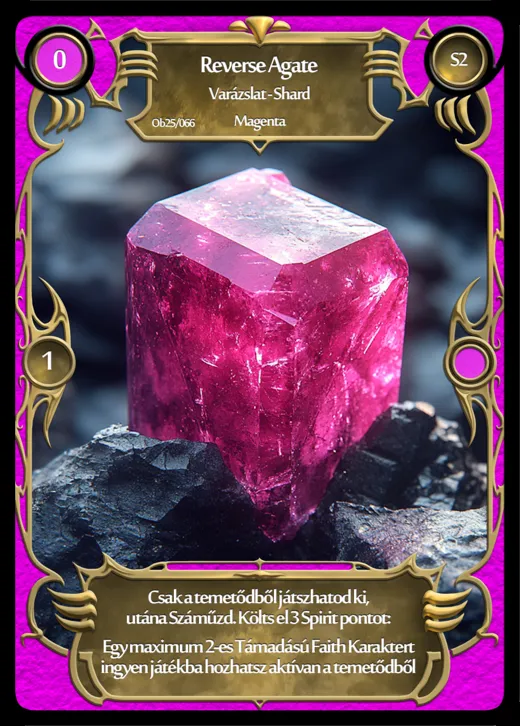 0
Reverse Agate
S2
Varázslat - Shard
Ob25/066
Magenta
1
Csak a temetődből játszhatod ki,
utána Száműzd. Költs el 3 Spirit pontot:
Egy maximum 2-es Támadású Faith Karaktert
ingyen játékba hozhatsz aktívan a temetődből